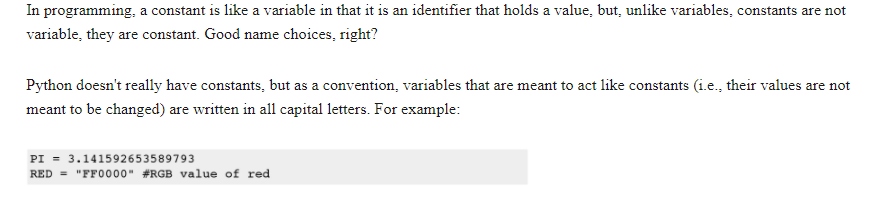 In programming, a constant is like a variable in that it is an identifier that holds a value, but, unlike variables, constants are not
variable, they are constant. Good name choices, right?
Python doesn't really have constants, but as a convention, variables that are meant to act like constants (i.e., their values are not
meant to be changed) are written in all capital letters. For example:
PI = 3.141592653589793
RED = "FF0000" #RGB value of red